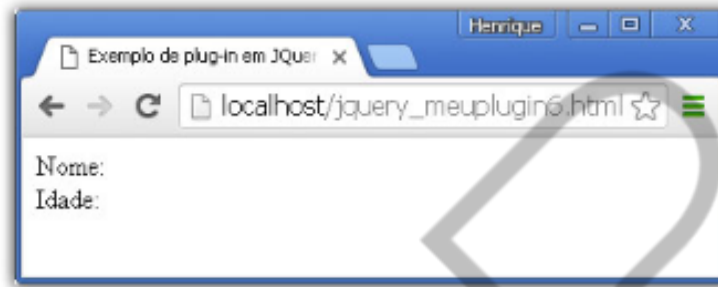 Henrique
Exemplo de plug-in em JQuer
localhost/jquery_meuplugin6.html
Nome:
Idade: